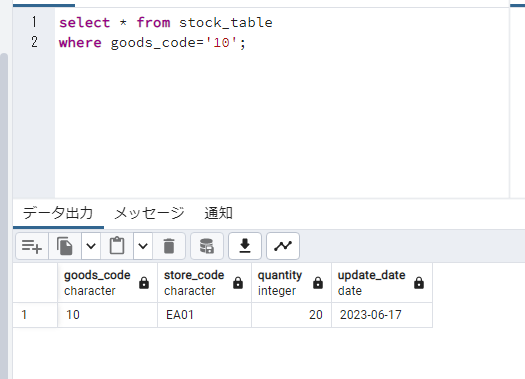 1 select * from stock_table
2 where goods_code='10';
データ出力 メッセージ 通知
goods_code store_code quantity update_date
character character integer date
1 10 EA01 20 2023-06-17